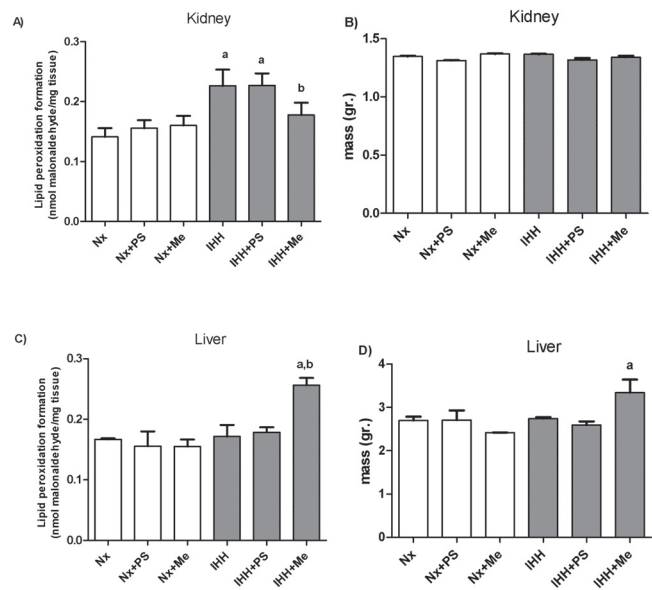 A)
Kidney
Lipid peroxidation formation
(nmol malonaldehyde/mg tissue)
0.3
0.2
0.1
0.0
a
a
b
Nx
Nx+PS
Nx+Me
IHH
IHH+PS
IHH+Me
B)
Kidney
mass (gr.)
1.5
1.0
0.5
0.0
Nx
Nx+PS
Nx+Me
IHH
IHH+PS
IHH+Me
C)
Liver
Lipid peroxidation formation
(nmol malonaldehyde/mg tissue)
0.3
0.2
0.1
0.0
a,b
Nx
Nx+PS
Nx+Me
IHH
IHH+PS
IHH+Me
D)
Liver
mass (gr.)
4
3
2
1
0
a
Nx
Nx+PS
Nx+Me
IHH
IHH+PS
IHH+Me